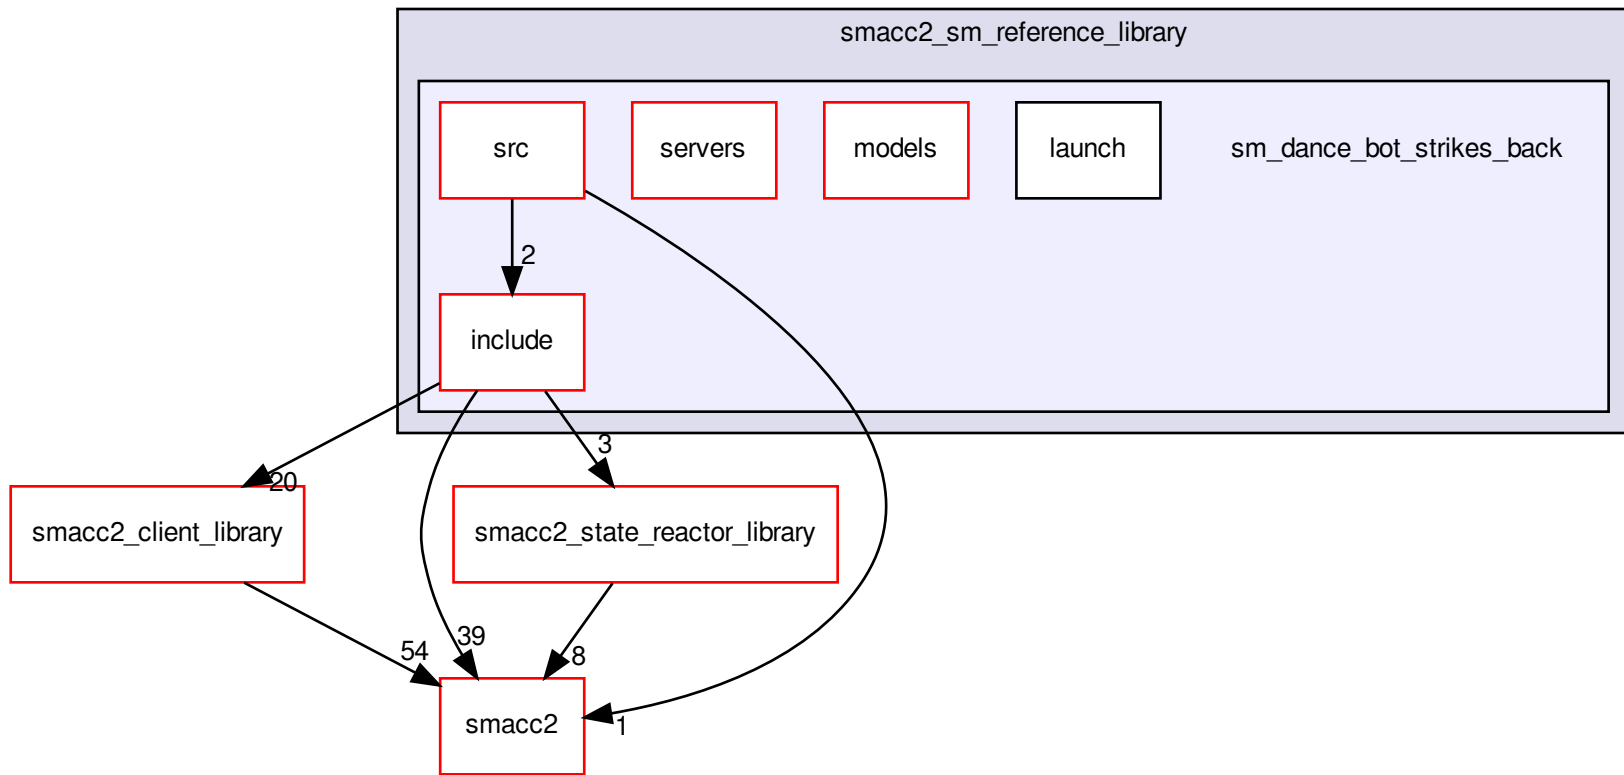 smacc2_sm_reference_library
src
servers
models
launch
sm_dance_bot_strikes_back
2
include
3
20
smacc2_client_library
smacc2_state_reactor_library
54
39
8
smacc2
1